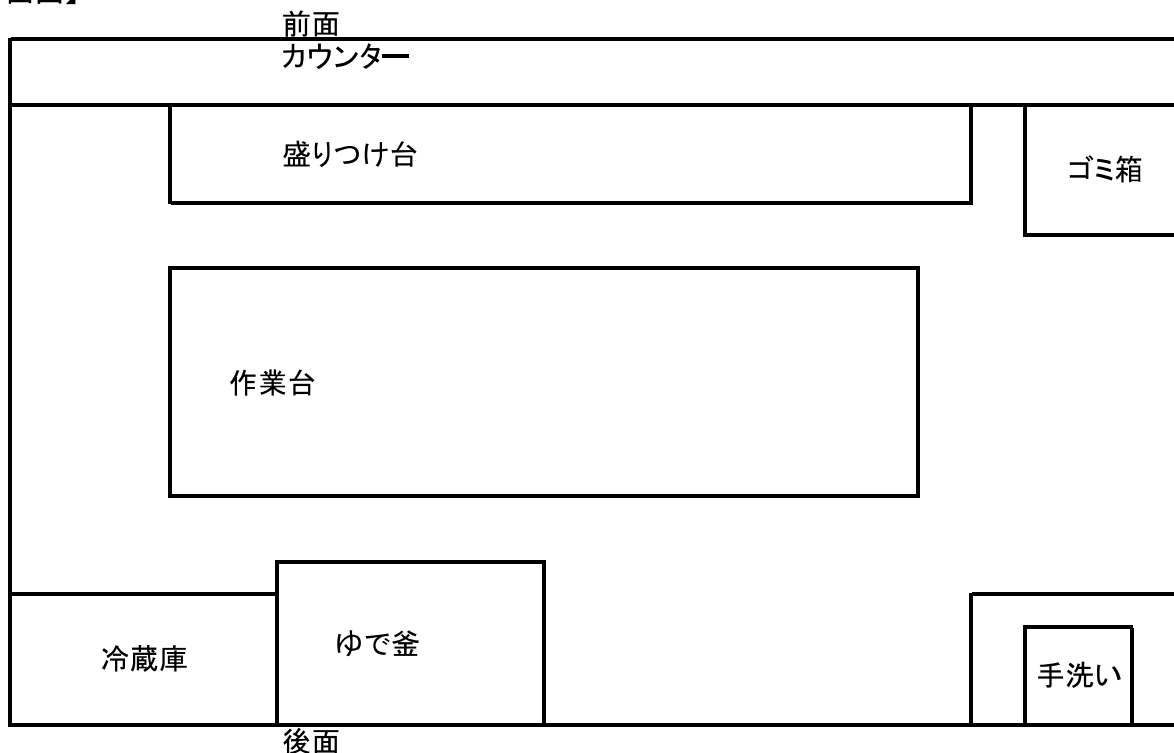 前面
カウンター
盛りつけ台
ゴミ箱
作業台
冷蔵庫
ゆで釜
手洗い
後面